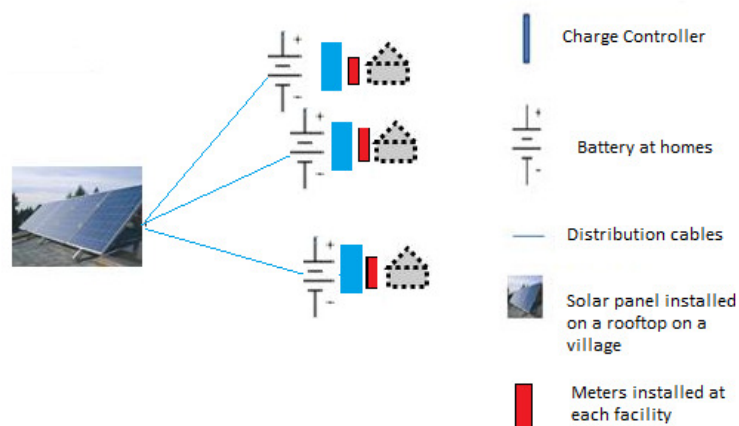 Charge Controller
Battery at homes
Distribution cables
Solar panel installed
on a rooftop on a
village
Meters installed at
each facility